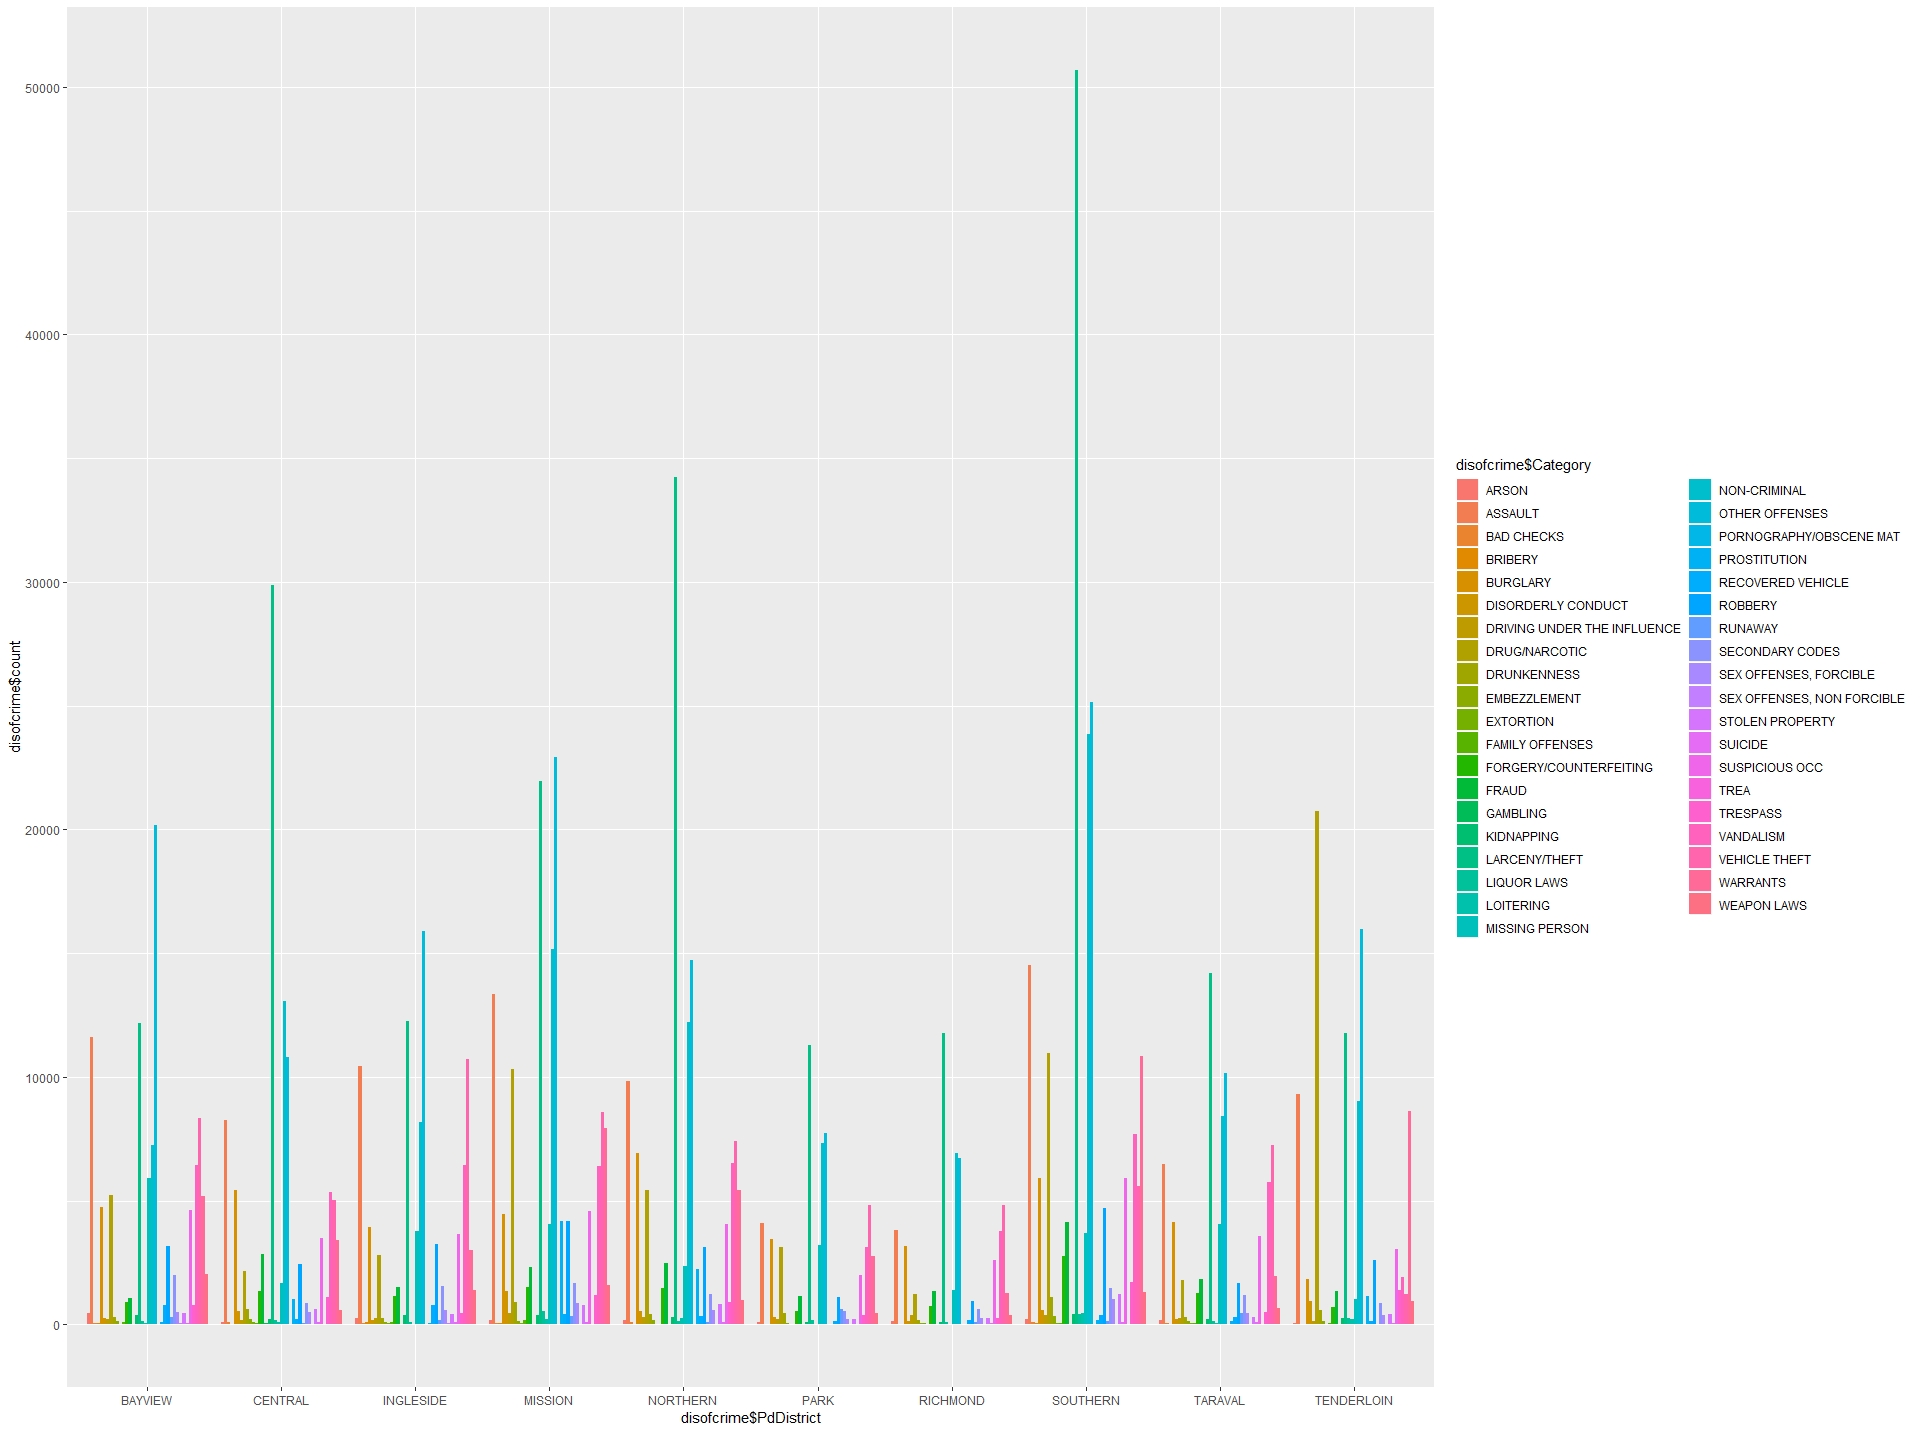 50000
40000
30000
20000
10000
0
disofcrime$count
BAYVIEW
CENTRAL
INGLESIDE
MISSION
NORTHERN
PARK
RICHMOND
SOUTHERN
TARAVAL
TENDERLOIN
disofcrime$PdDistrict
disofcrime$Category
ARSON
ASSAULT
BAD CHECKS
BRIBERY
BURGLARY
DISORDERLY CONDUCT
DRIVING UNDER THE INFLUENCE
DRUG/NARCOTIC
DRUNKENNESS
EMBEZZLEMENT
EXTORTION
FAMILY OFFENSES
FORGERY/COUNTERFEITING
FRAUD
GAMBLING
KIDNAPPING
LARCENY/THEFT
LIQUOR LAWS
LOITERING
MISSING PERSON
NON-CRIMINAL
OTHER OFFENSES
PORNOGRAPHY/OBSCENE MAT
PROSTITUTION
RECOVERED VEHICLE
ROBBERY
RUNAWAY
SECONDARY CODES
SEX OFFENSES, FORCIBLE
SEX OFFENSES, NON FORCIBLE
STOLEN PROPERTY
SUICIDE
SUSPICIOUS OCC
TREA
TRESPASS
VANDALISM
VEHICLE THEFT
WARRANTS
WEAPON LAWS